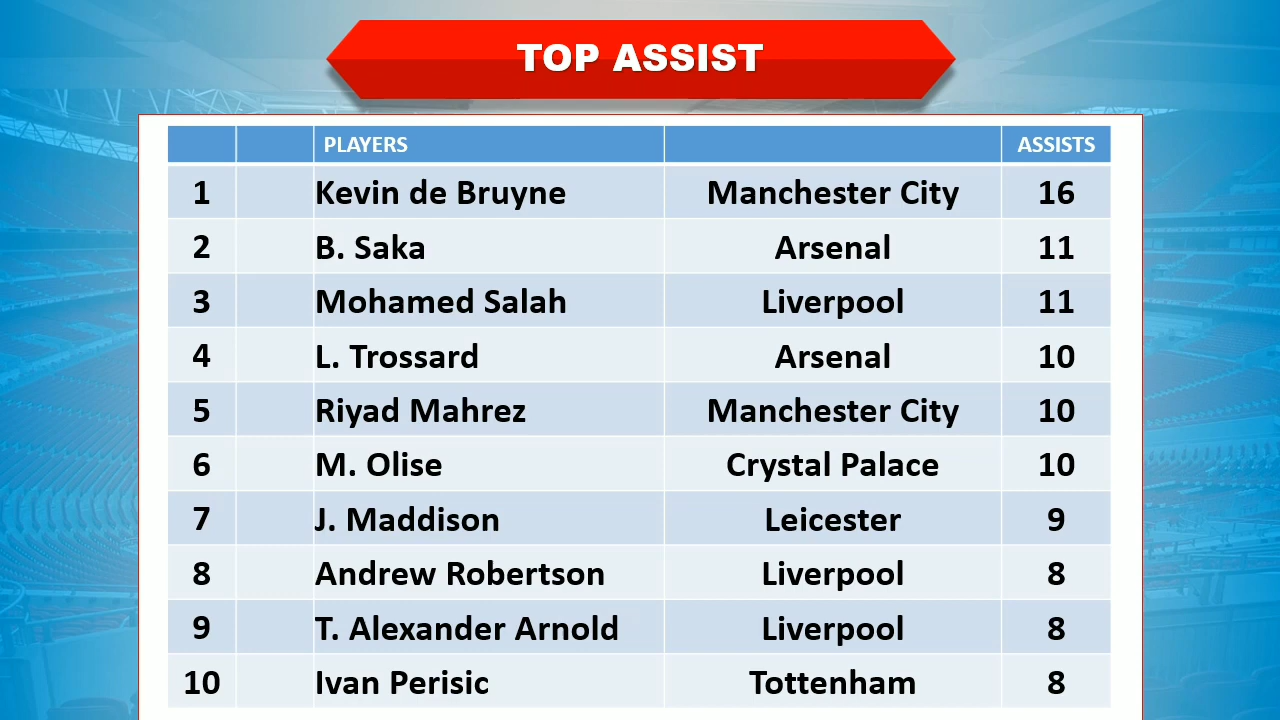 TOP ASSIST
PLAYERS ASSISTS
1 Kevin de Bruyne Manchester City 16
2 B. Saka Arsenal 11
3 Mohamed Salah Liverpool 11
4 L. Trossard Arsenal 10
5 Riyad Mahrez Manchester City 10
6 M. Olise Crystal Palace 10
7 J. Maddison Leicester 9
8 Andrew Robertson Liverpool 8
9 T. Alexander Arnold Liverpool 8
10 Ivan Perisic Tottenham 8